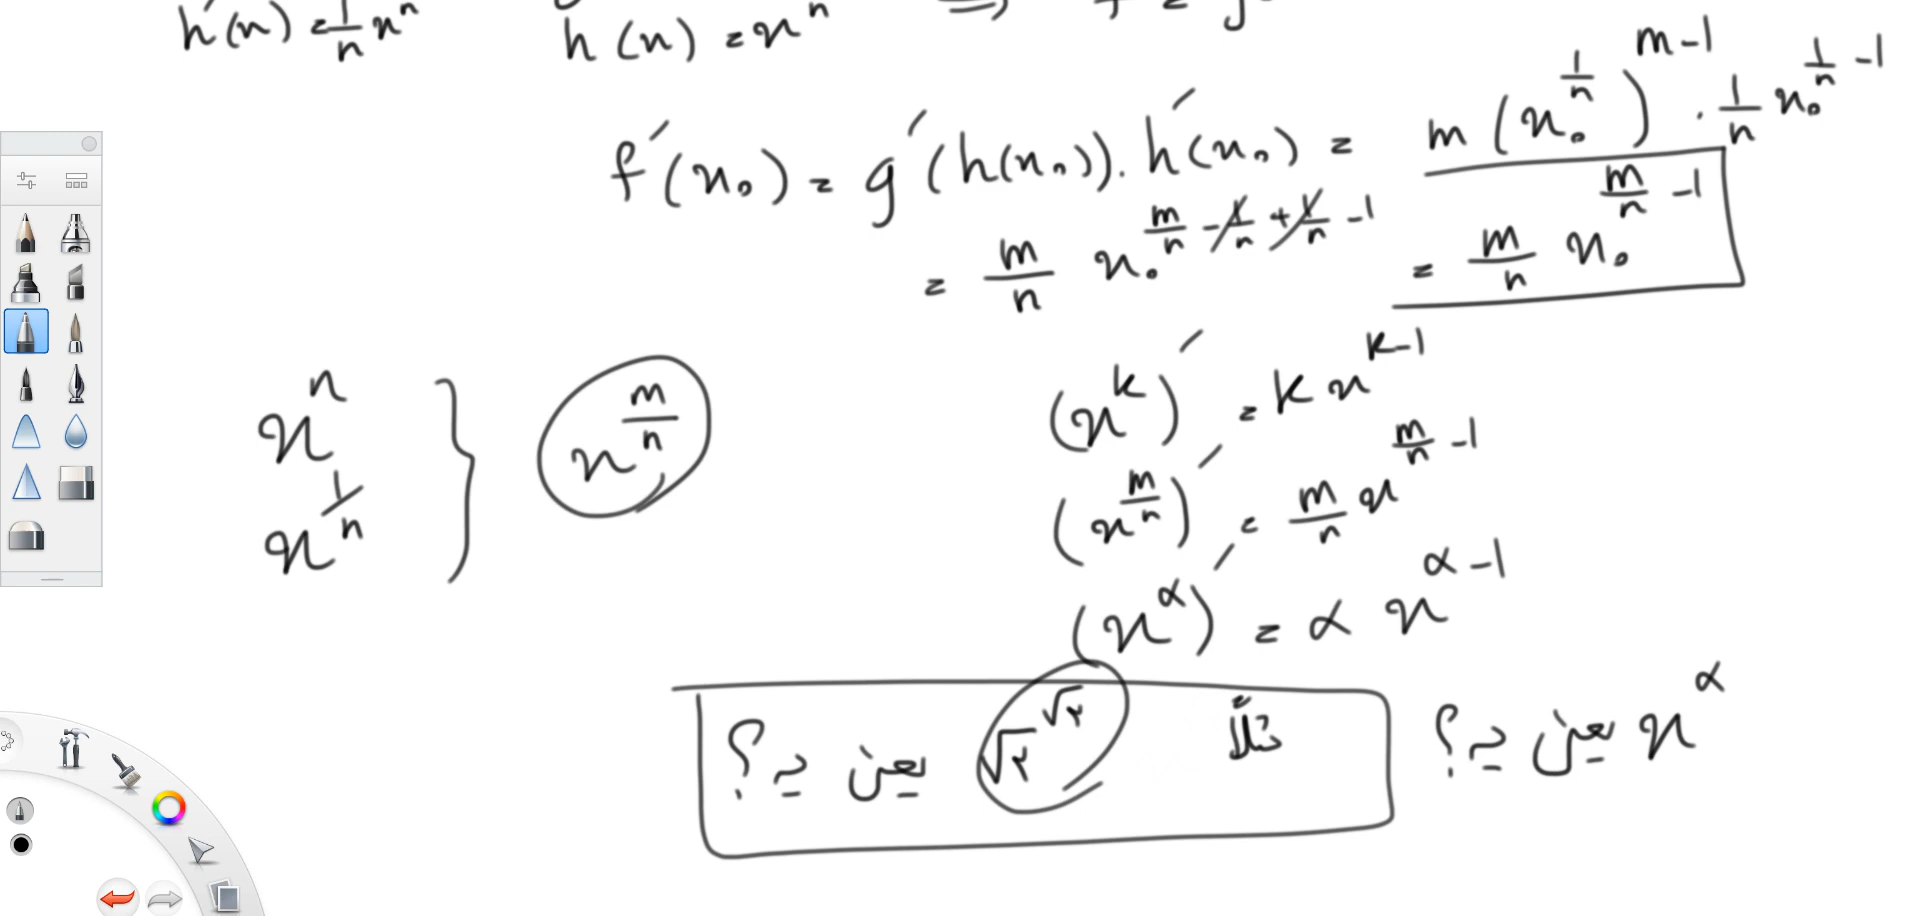 h'(x) = 1/n x^n   h(x) = x^n   ⟹
f'(x₀) = g'(h(x₀)) . h'(x₀) = m (x₀^(1/n))^(m-1) . 1/n x₀^(1/n - 1)
= m/n x₀^(m/n - 1/n + 1/n - 1) = m/n x₀^(m/n - 1)
x^n
x^(1/n) } x^(m/n)
(x^k)' = k x^(k-1)
(x^(m/n))' = m/n x^(m/n - 1)
(x^α)' = α x^(α-1)
x^α یعنی چه؟
مثلاً √۲^√۲ یعنی چه؟